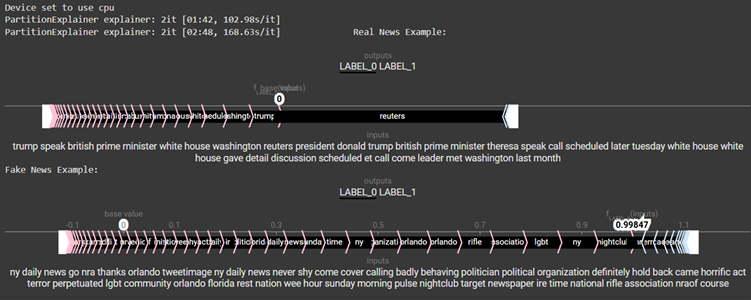 Device set to use cpu
PartitionExplainer explainer: 2it [01:42, 102.98s/it]
PartitionExplainer explainer: 2it [02:48, 168.63s/it] Real News Example:
outputs
LABEL_0 LABEL_1
0
trump reuters
inputs
trump speak british prime minister white house washington reuters president donald trump british prime minister theresa speak call scheduled later tuesday white house white
house gave detail discussion scheduled et call come leader met washington last month
Fake News Example:
outputs
LABEL_0 LABEL_1
base value (inputs)
-0.1 0 0.1 0.3 0.5 0.7 0.9 0.99847 1.1
daily news time ny orlando orlando rifle lgbt ny nightclub
inputs
ny daily news go nra thanks orlando tweetimage ny daily news never shy come cover calling badly behaving politician political organization definitely hold back came horrific act
terror perpetuated lgbt community orlando florida rest nation wee hour sunday morning pulse nightclub target newspaper ire time national rifle association nraof course